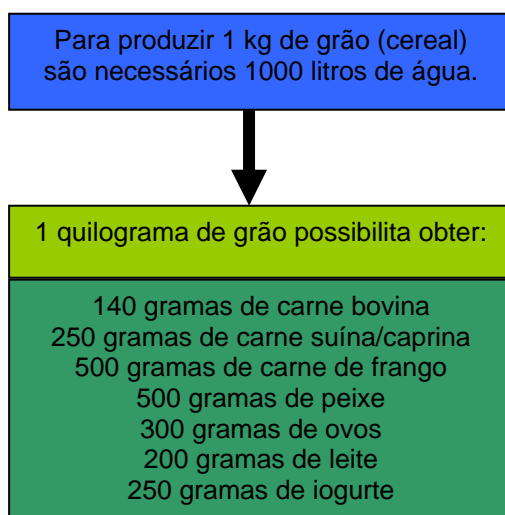 Para produzir 1 kg de grão (cereal)
são necessários 1000 litros de água.
1 quilograma de grão possibilita obter:
140 gramas de carne bovina
250 gramas de carne suína/caprina
500 gramas de carne de frango
500 gramas de peixe
300 gramas de ovos
200 gramas de leite
250 gramas de iogurte